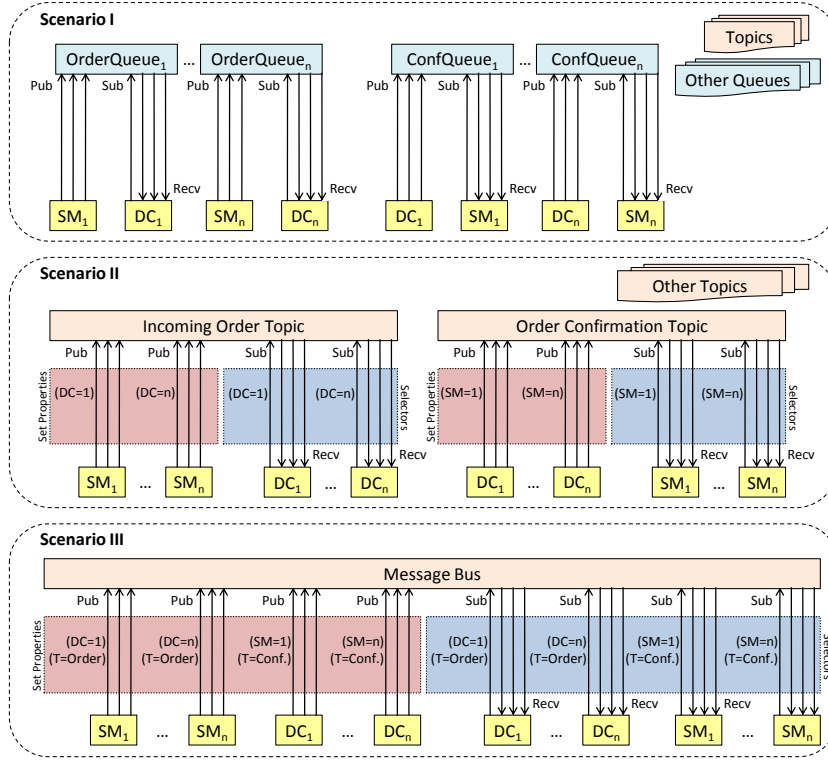 Scenario I
Topics
Other Queues
OrderQueue1 ... OrderQueuen ConfQueue1 ... ConfQueuen
Pub Sub Pub Sub Pub Sub Pub Sub
Recv Recv Recv Recv
SM1 DC1 SMn DCn DC1 SM1 DCn SMn
Scenario II
Other Topics
Incoming Order Topic Order Confirmation Topic
Pub Pub Sub Sub Pub Pub Sub Sub
Set Properties (DC=1) (DC=n) (DC=1) (DC=n) Selectors Set Properties (SM=1) (SM=n) (SM=1) (SM=n) Selectors
Recv Recv Recv Recv
SM1 ... SMn DC1 ... DCn DC1 ... DCn SM1 ... SMn
Scenario III
Message Bus
Pub Pub Pub Pub Sub Sub Sub Sub
Set Properties Selectors
(DC=1) (DC=n) (SM=1) (SM=n) (DC=1) (DC=n) (SM=1) (SM=n)
(T=Order) (T=Order) (T=Conf.) (T=Conf.) (T=Order) (T=Order) (T=Conf.) (T=Conf.)
Recv Recv Recv Recv
SM1 ... SMn DC1 ... DCn DC1 ... DCn SM1 ... SMn